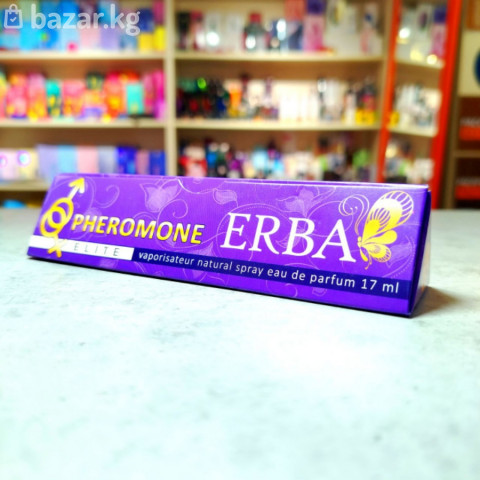 bazar.kg
PHEROMONE
ELITE
ERBA
vaporisateur natural spray eau de parfum 17 ml